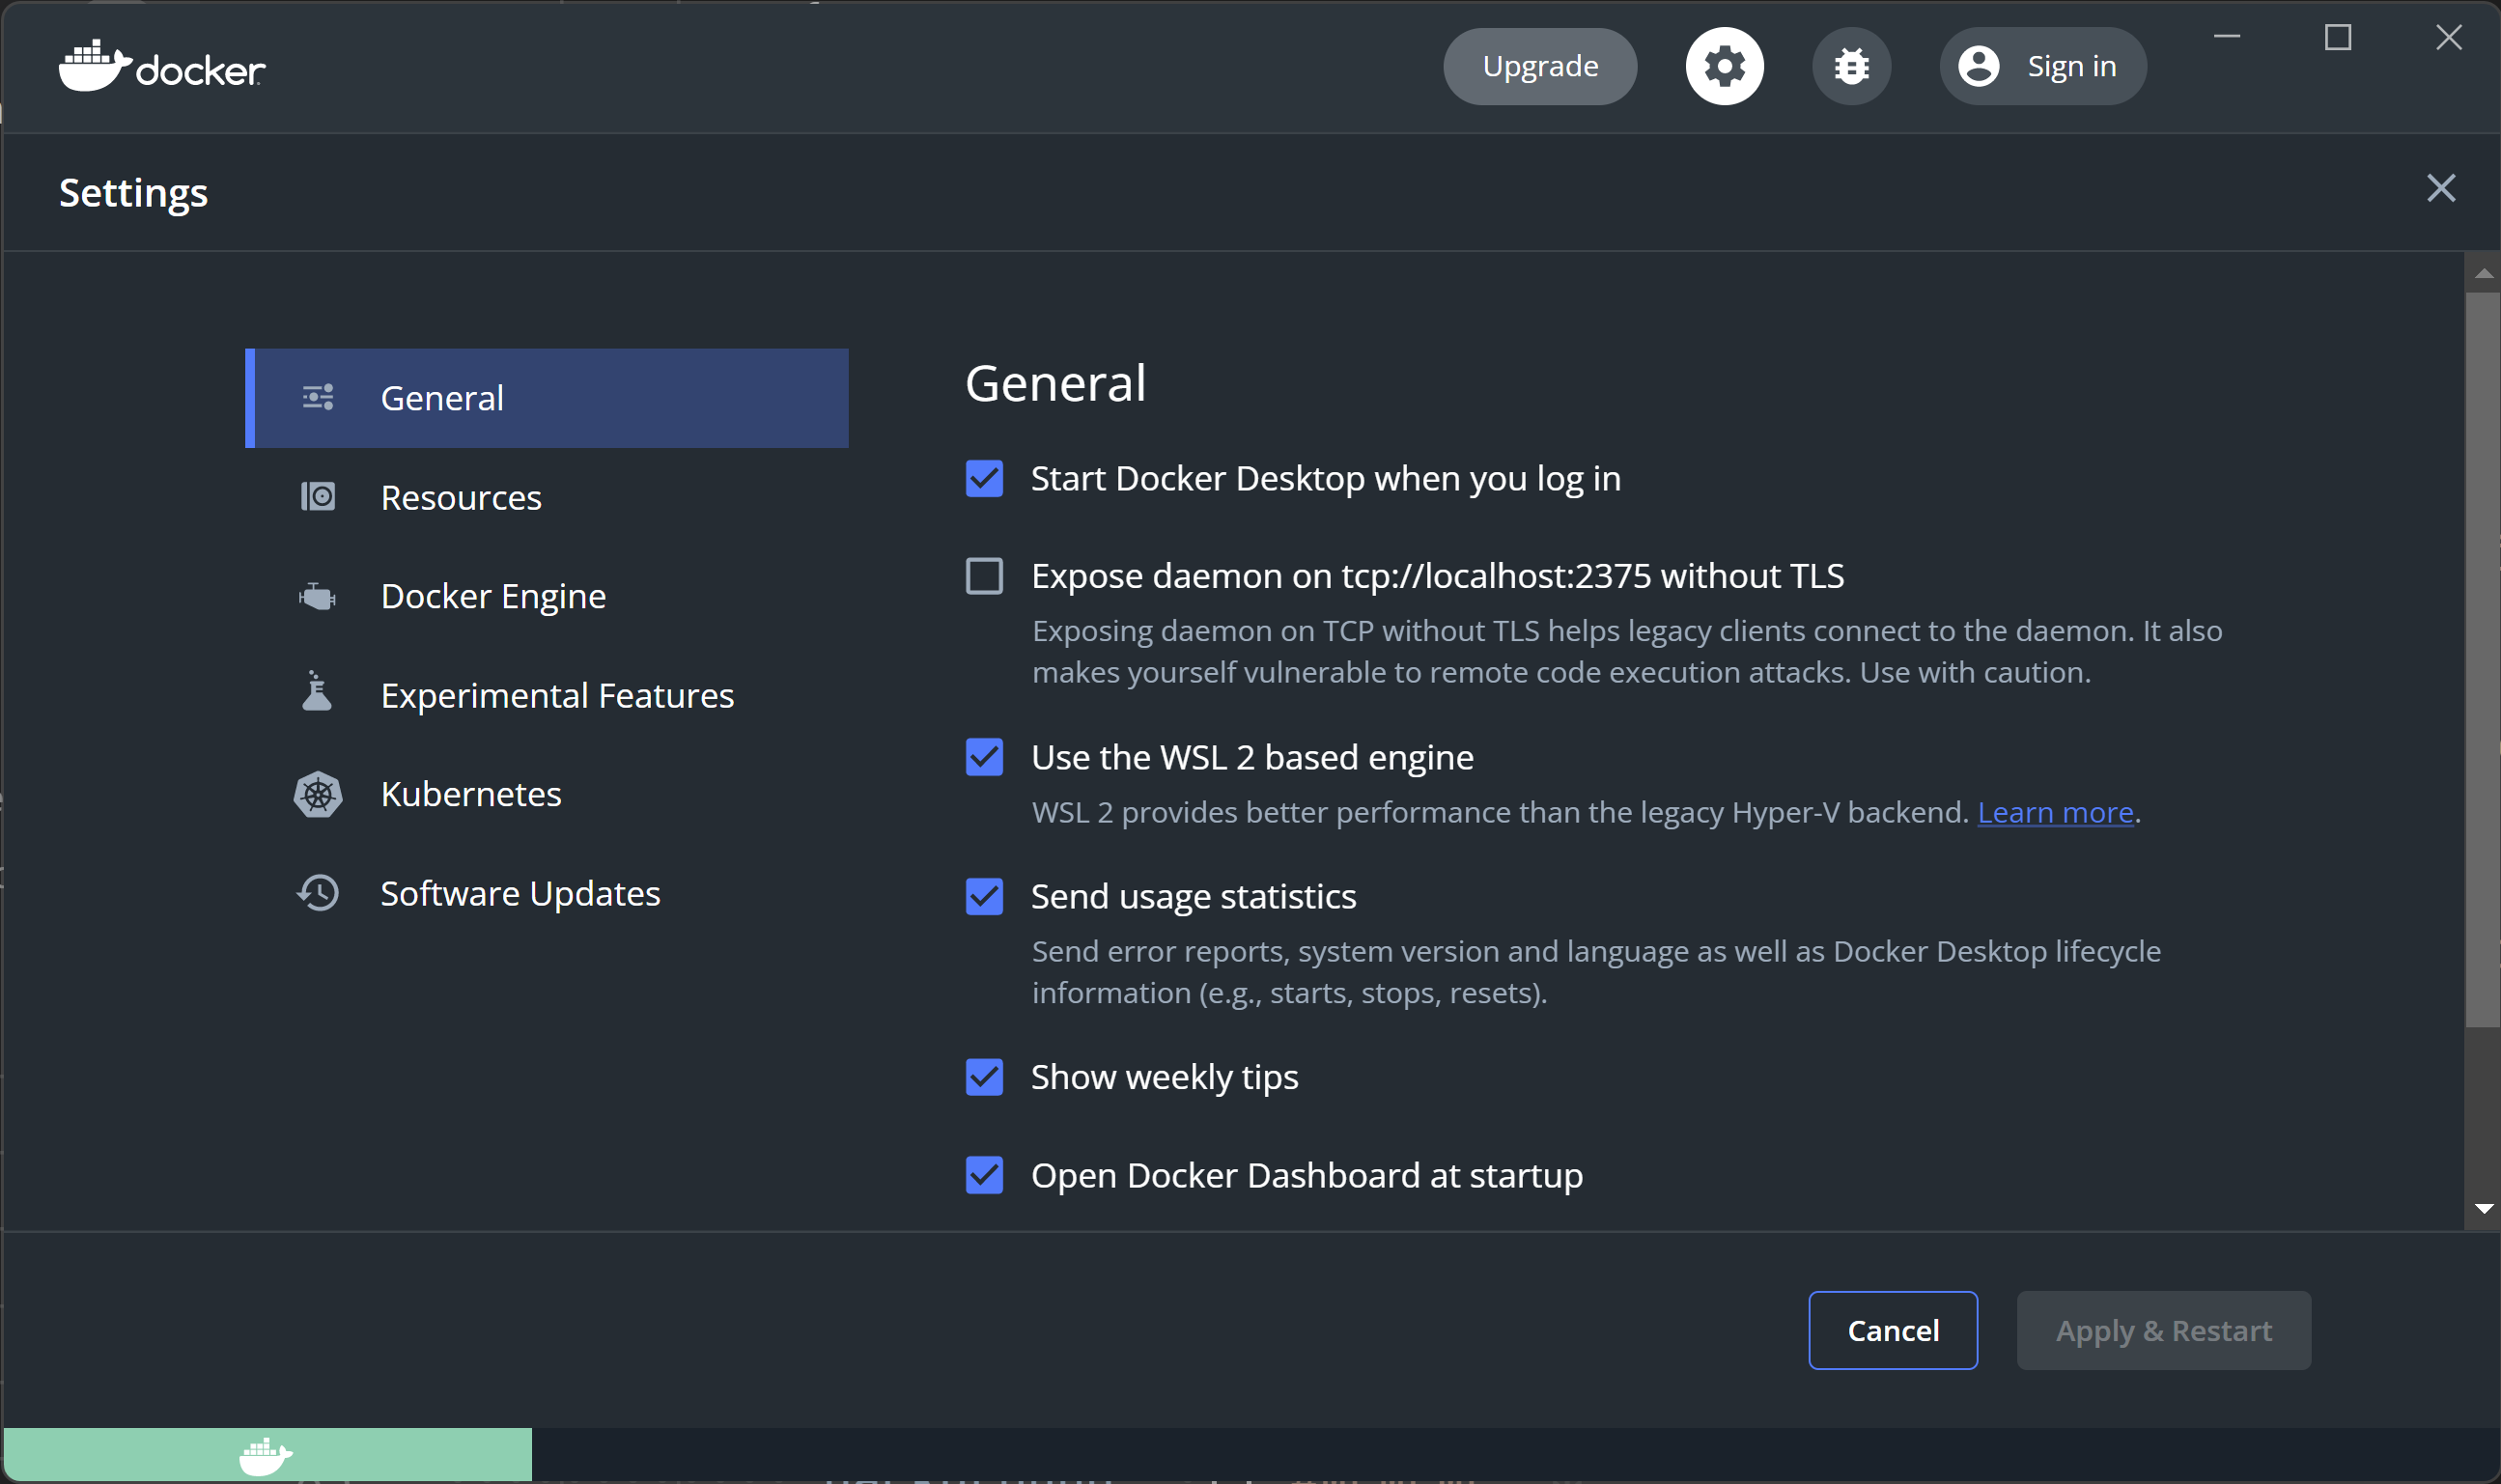 docker
Upgrade
Sign in
Settings
General
Resources
Docker Engine
Experimental Features
Kubernetes
Software Updates
General
Start Docker Desktop when you log in
Expose daemon on tcp://localhost:2375 without TLS
Exposing daemon on TCP without TLS helps legacy clients connect to the daemon. It also
makes yourself vulnerable to remote code execution attacks. Use with caution.
Use the WSL 2 based engine
WSL 2 provides better performance than the legacy Hyper-V backend. Learn more.
Send usage statistics
Send error reports, system version and language as well as Docker Desktop lifecycle
information (e.g., starts, stops, resets).
Show weekly tips
Open Docker Dashboard at startup
Cancel
Apply & Restart